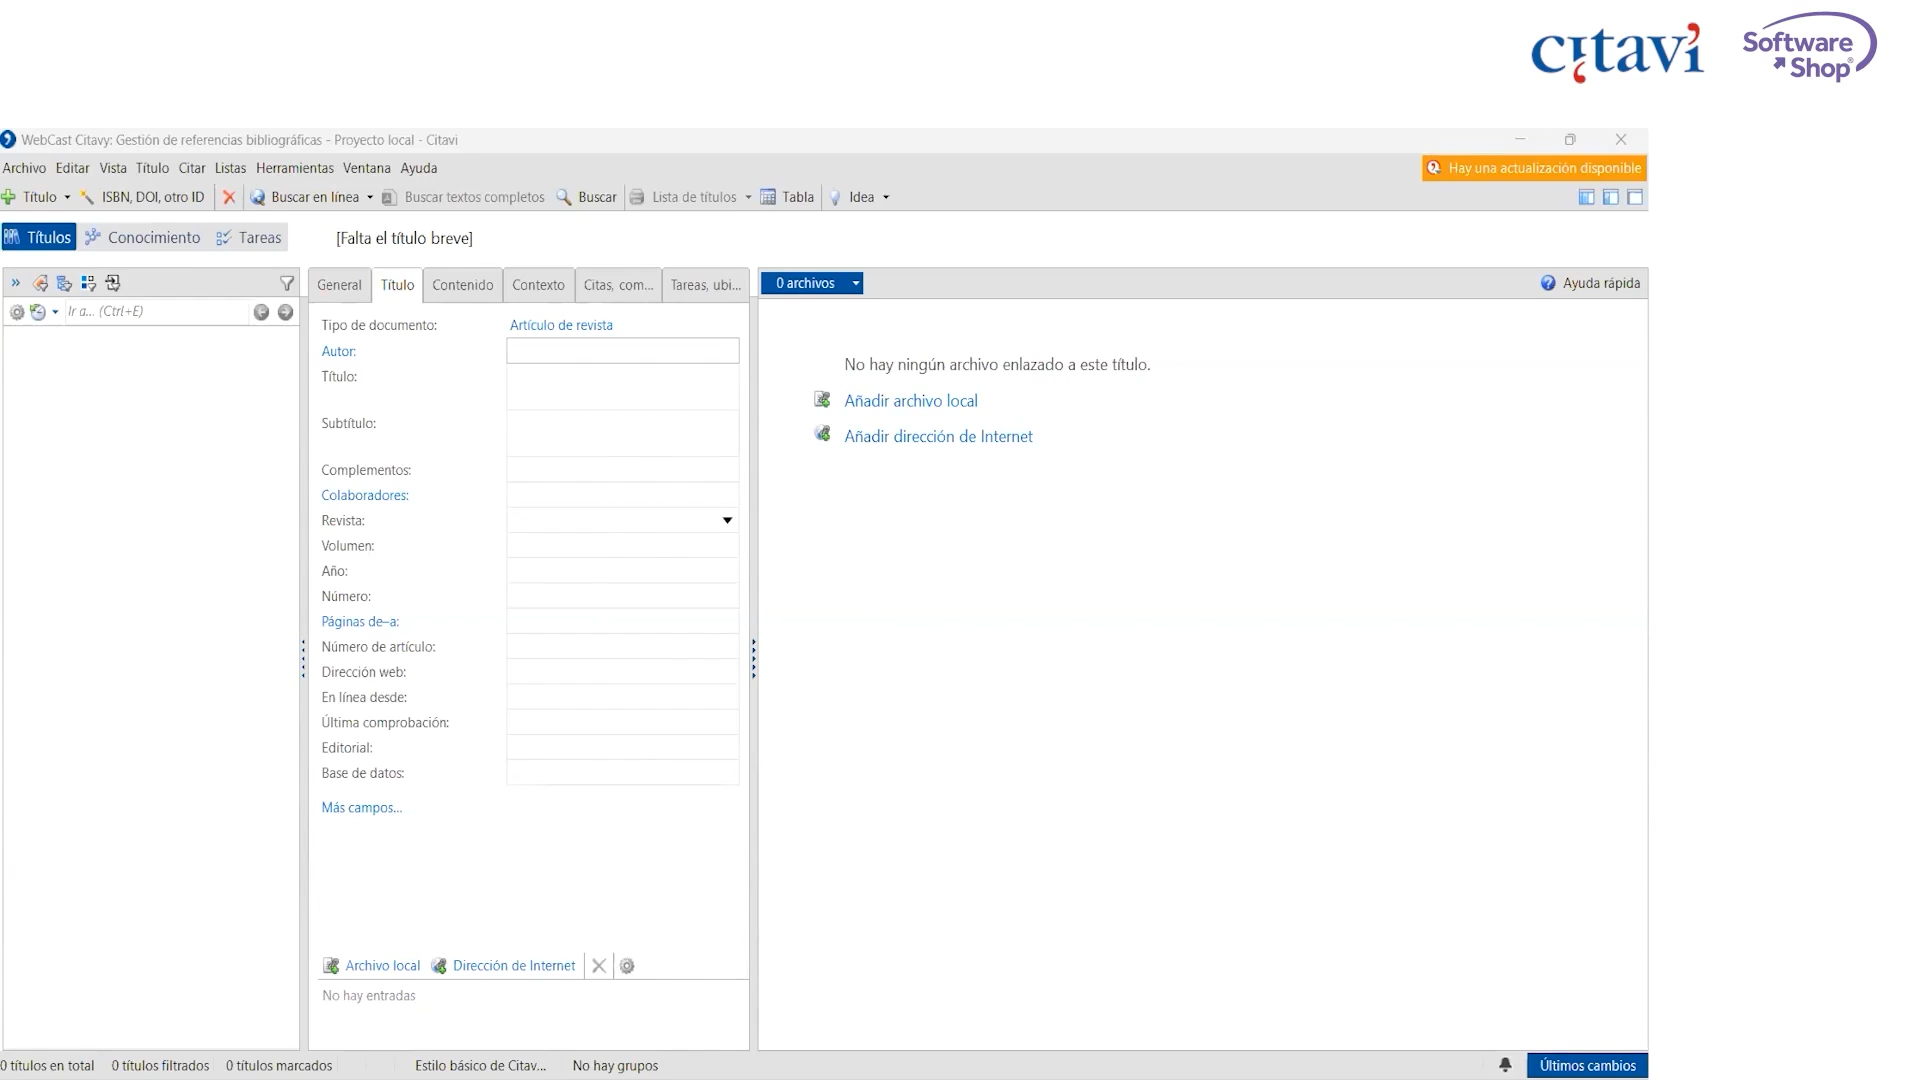 citavi
Software
Shop®
WebCast Citavy: Gestión de referencias bibliográficas - Proyecto local - Citavi
Archivo Editar Vista Título Citar Listas Herramientas Ventana Ayuda
Hay una actualización disponible
Título ISBN, DOI, otro ID Buscar en línea Buscar textos completos Buscar Lista de títulos Tabla Idea
Títulos Conocimiento Tareas
[Falta el título breve]
General Título Contenido Contexto Citas, com... Tareas, ubi...
0 archivos
Ayuda rápida
Ir a... (Ctrl+E)
Tipo de documento: Artículo de revista
Autor:
Título:
Subtítulo:
Complementos:
Colaboradores:
Revista:
Volumen:
Año:
Número:
Páginas de–a:
Número de artículo:
Dirección web:
En línea desde:
Última comprobación:
Editorial:
Base de datos:
Más campos...
Archivo local Dirección de Internet
No hay entradas
No hay ningún archivo enlazado a este título.
Añadir archivo local
Añadir dirección de Internet
0 títulos en total 0 títulos filtrados 0 títulos marcados Estilo básico de Citav... No hay grupos
Últimos cambios